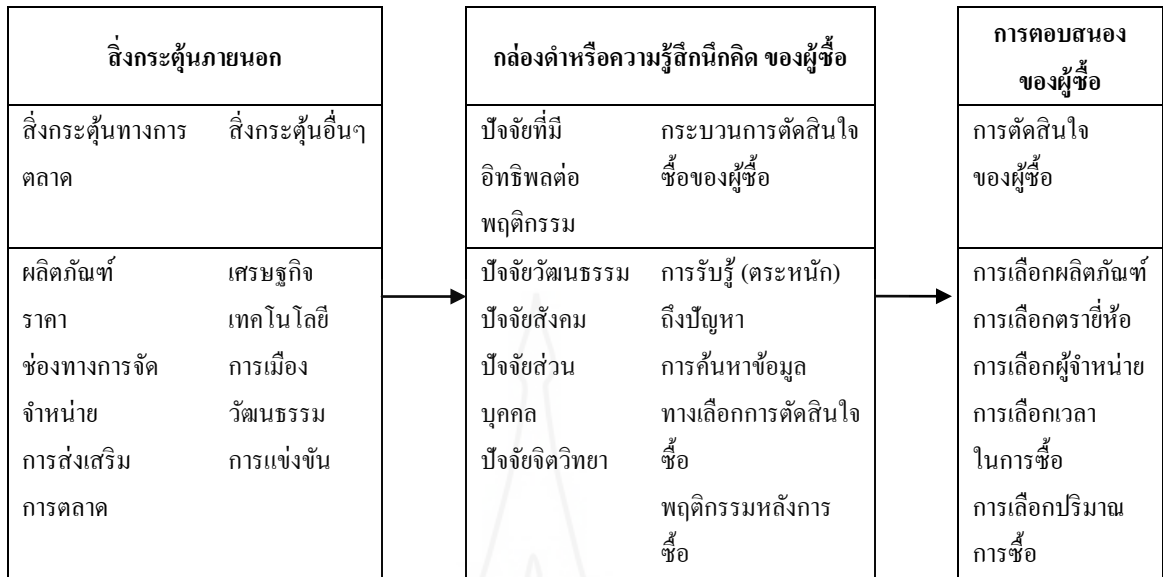 สิ่งกระตุ้นภายนอก
สิ่งกระตุ้นทางการ
ตลาด
สิ่งกระตุ้นอื่นๆ
ผลิตภัณฑ์
ราคา
ช่องทางการจัด
จำหน่าย
การส่งเสริม
การตลาด
เศรษฐกิจ
เทคโนโลยี
การเมือง
วัฒนธรรม
การแข่งขัน
กล่องดำหรือความรู้สึกนึกคิด ของผู้ซื้อ
ปัจจัยที่มี
อิทธิพลต่อ
พฤติกรรม
กระบวนการตัดสินใจ
ซื้อของผู้ซื้อ
ปัจจัยวัฒนธรรม
ปัจจัยสังคม
ปัจจัยส่วน
บุคคล
ปัจจัยจิตวิทยา
การรับรู้ (ตระหนัก)
ถึงปัญหา
การค้นหาข้อมูล
ทางเลือกการตัดสินใจ
ซื้อ
พฤติกรรมหลังการ
ซื้อ
การตอบสนอง
ของผู้ซื้อ
การตัดสินใจ
ของผู้ซื้อ
การเลือกผลิตภัณฑ์
การเลือกตรายี่ห้อ
การเลือกผู้จำหน่าย
การเลือกเวลา
ในการซื้อ
การเลือกปริมาณ
การซื้อ